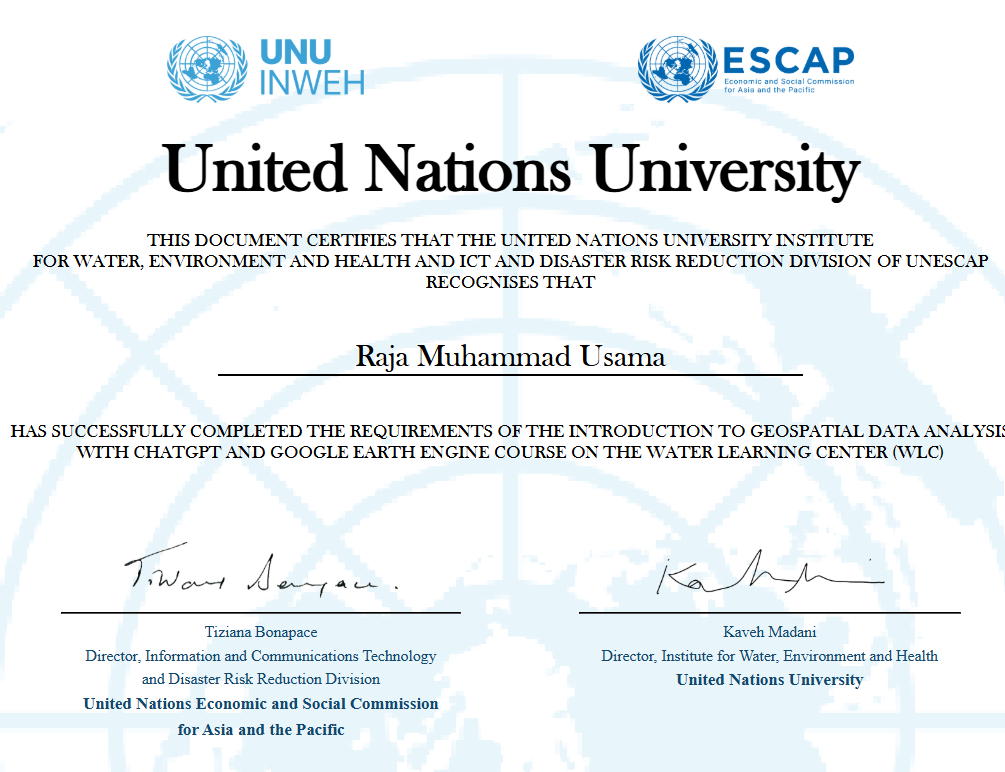 UNU
INWEH
ESCAP
Economic and Social Commission
for Asia and the Pacific
United Nations University
THIS DOCUMENT CERTIFIES THAT THE UNITED NATIONS UNIVERSITY INSTITUTE
FOR WATER, ENVIRONMENT AND HEALTH AND ICT AND DISASTER RISK REDUCTION DIVISION OF UNESCAP
RECOGNISES THAT
Raja Muhammad Usama
HAS SUCCESSFULLY COMPLETED THE REQUIREMENTS OF THE INTRODUCTION TO GEOSPATIAL DATA ANALYSIS
WITH CHATGPT AND GOOGLE EARTH ENGINE COURSE ON THE WATER LEARNING CENTER (WLC)
Tiziana Bonapace
Director, Information and Communications Technology
and Disaster Risk Reduction Division
United Nations Economic and Social Commission
for Asia and the Pacific
Kaveh Madani
Director, Institute for Water, Environment and Health
United Nations University